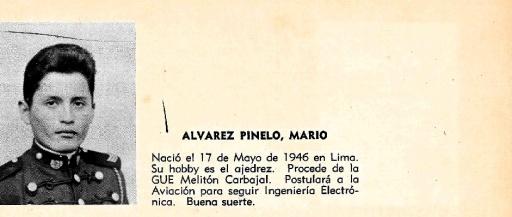 ALVAREZ PINELO, MARIO
Nació el 17 de Mayo de 1946 en Lima.
Su hobby es el ajedrez. Procede de la
GUE Melitón Carbajal. Postulará a la
Aviación para seguir Ingeniería Electró-
nica. Buena suerte.